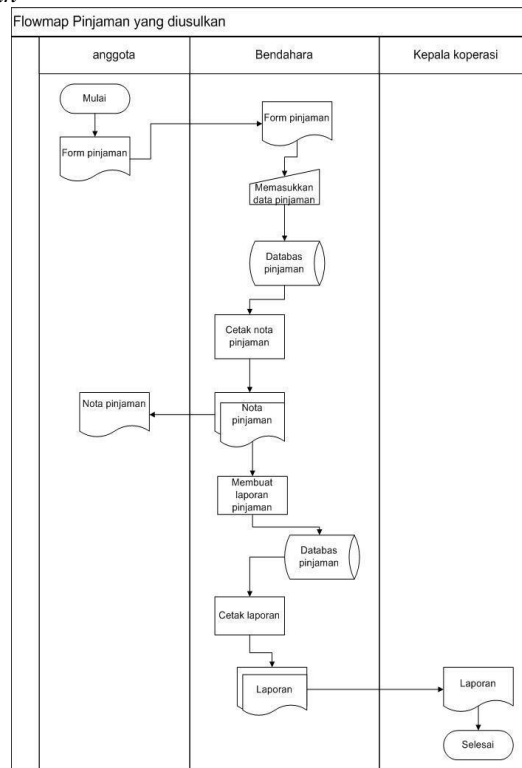 Flowmap Pinjaman yang diusulkan
anggota
Bendahara
Kepala koperasi
Mulai
Form pinjaman
Form pinjaman
Memasukkan
data pinjaman
Databas
pinjaman
Cetak nota
pinjaman
Nota pinjaman
Nota
pinjaman
Membuat
laporan
pinjaman
Databas
pinjaman
Cetak laporan
Laporan
Laporan
Selesai